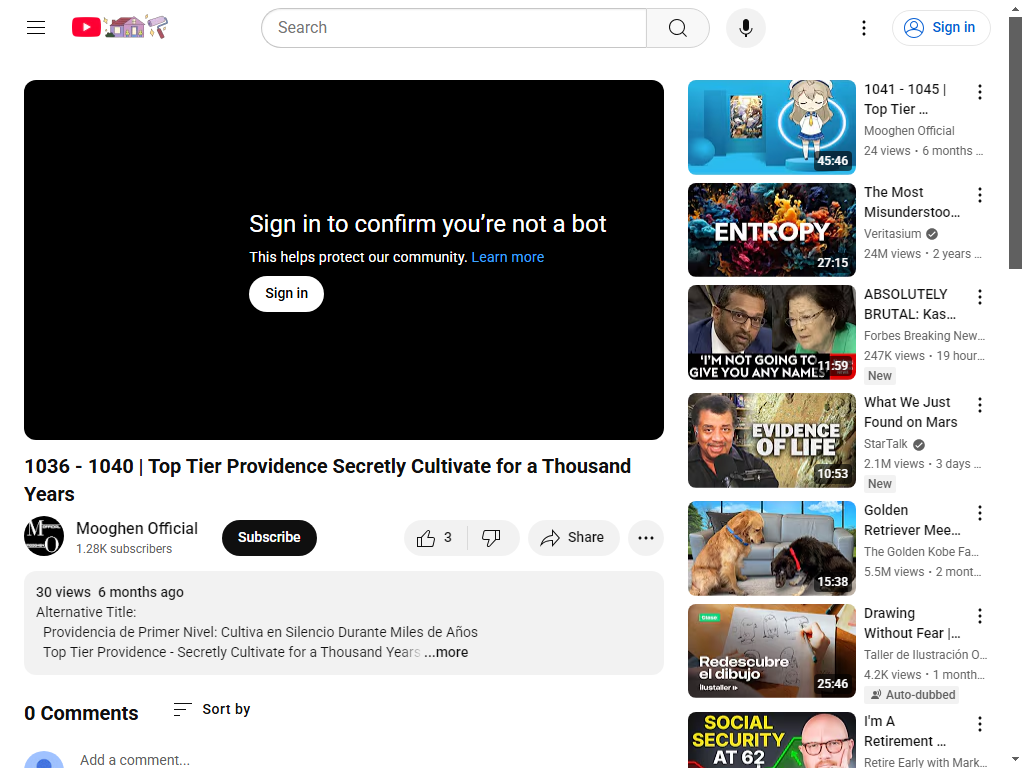 Search
Sign in
Sign in to confirm you’re not a bot
This helps protect our community. Learn more
Sign in
1036 - 1040 | Top Tier Providence Secretly Cultivate for a Thousand
Years
Mooghen Official
1.28K subscribers
Subscribe
3
Share
30 views 6 months ago
Alternative Title:
Providencia de Primer Nivel: Cultiva en Silencio Durante Miles de Años
Top Tier Providence - Secretly Cultivate for a Thousand Years ...more
0 Comments
Sort by
Add a comment...
45:46
1041 - 1045 |
Top Tier ...
Mooghen Official
24 views • 6 months ...
ENTROPY
27:15
The Most
Misunderstoo...
Veritasium
24M views • 2 years ...
'I'M NOT GOING TO
GIVE YOU ANY NAMES'
11:59
ABSOLUTELY
BRUTAL: Kas...
Forbes Breaking New...
247K views • 19 hour...
New
EVIDENCE
OF LIFE
10:53
What We Just
Found on Mars
StarTalk
2.1M views • 3 days ...
New
15:38
Golden
Retriever Mee...
The Golden Kobe Fa...
5.5M views • 2 mont...
Redescubre
el dibujo
ilustaller
25:46
Drawing
Without Fear |...
Taller de Ilustración O...
4.2K views • 1 month...
Auto-dubbed
SOCIAL
SECURITY
AT 62
I'm A
Retirement ...
Retire Early with Mark...